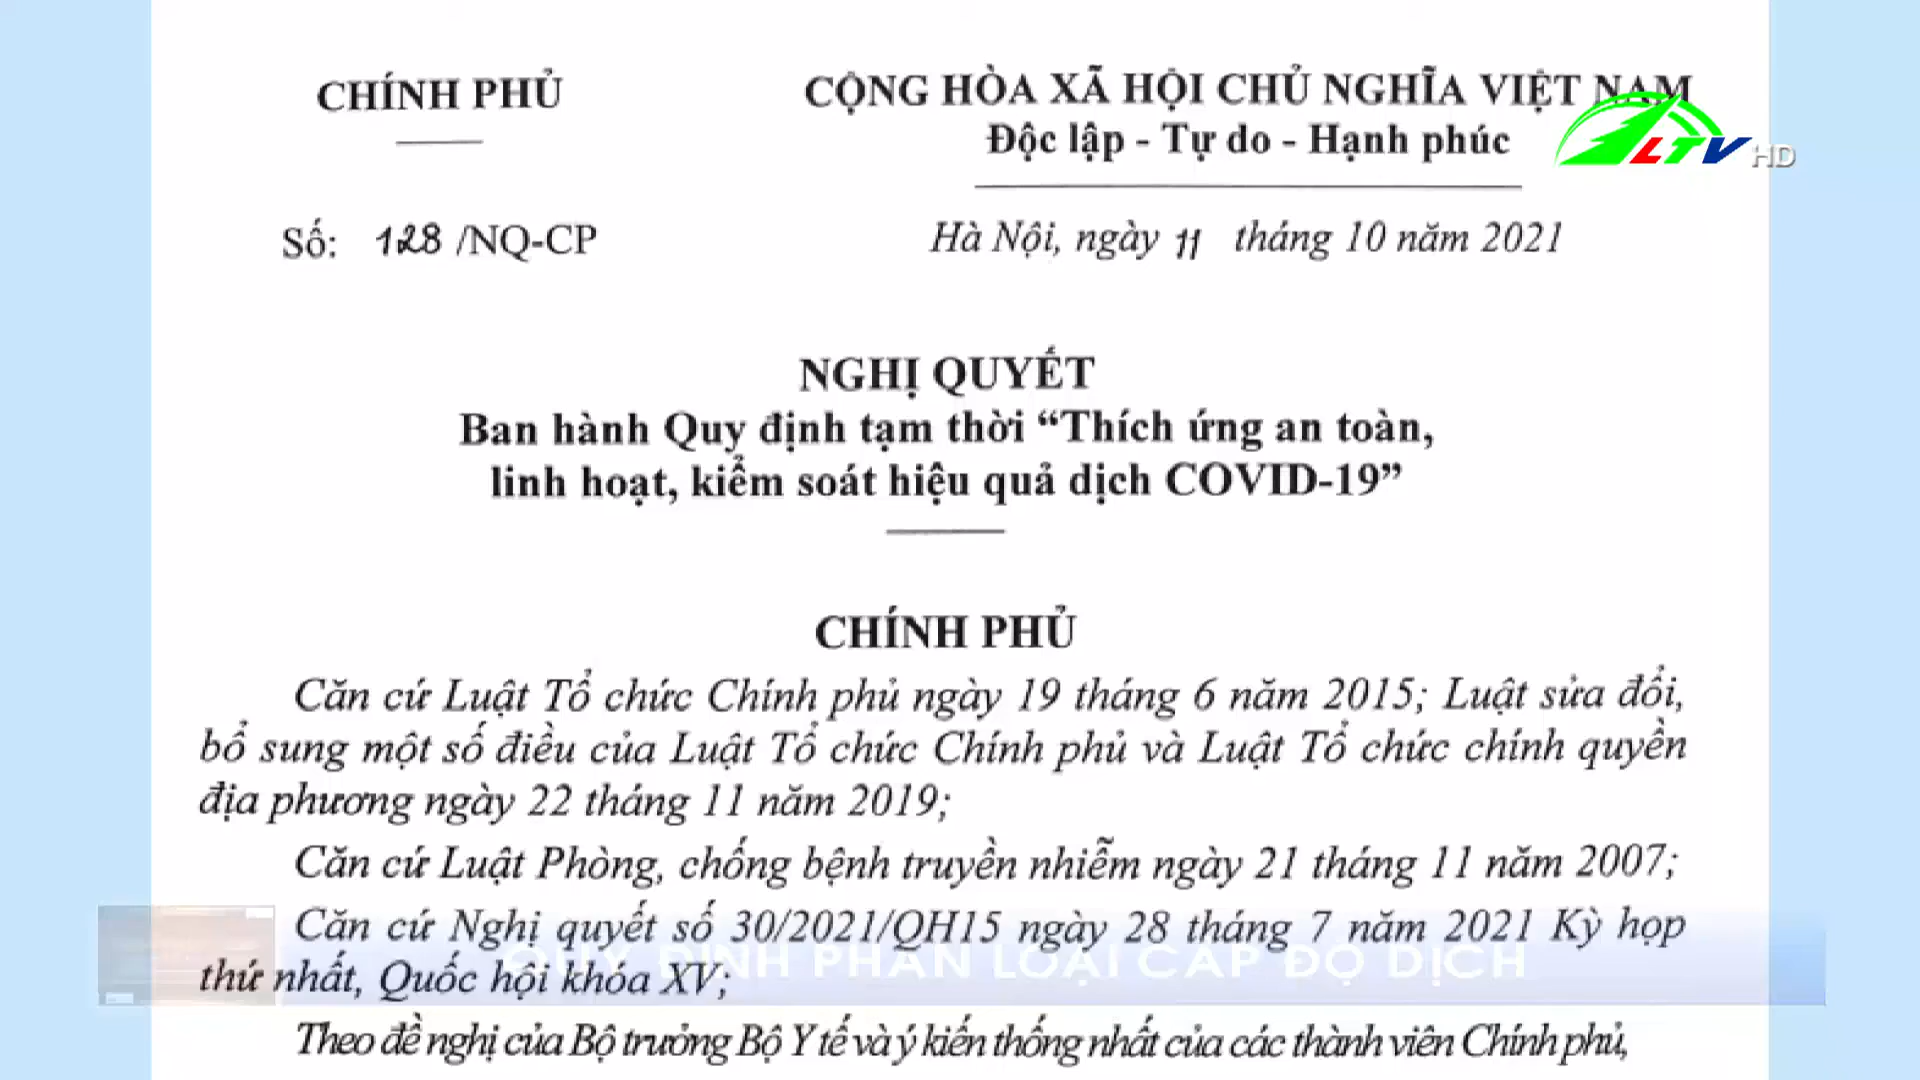 CHÍNH PHỦ
CỘNG HÒA XÃ HỘI CHỦ NGHĨA VIỆT NAM
Độc lập - Tự do - Hạnh phúc
LTV HD
Số: 128 /NQ-CP
Hà Nội, ngày 11 tháng 10 năm 2021
NGHỊ QUYẾT
Ban hành Quy định tạm thời “Thích ứng an toàn,
linh hoạt, kiểm soát hiệu quả dịch COVID-19”
CHÍNH PHỦ
Căn cứ Luật Tổ chức Chính phủ ngày 19 tháng 6 năm 2015; Luật sửa đổi,
bổ sung một số điều của Luật Tổ chức Chính phủ và Luật Tổ chức chính quyền
địa phương ngày 22 tháng 11 năm 2019;
Căn cứ Luật Phòng, chống bệnh truyền nhiễm ngày 21 tháng 11 năm 2007;
Căn cứ Nghị quyết số 30/2021/QH15 ngày 28 tháng 7 năm 2021 Kỳ họp
thứ nhất, Quốc hội khóa XV;
QUY ĐỊNH PHÂN LOẠI CẤP ĐỘ DỊCH
Theo đề nghị của Bộ trưởng Bộ Y tế và ý kiến thống nhất của các thành viên Chính phủ,